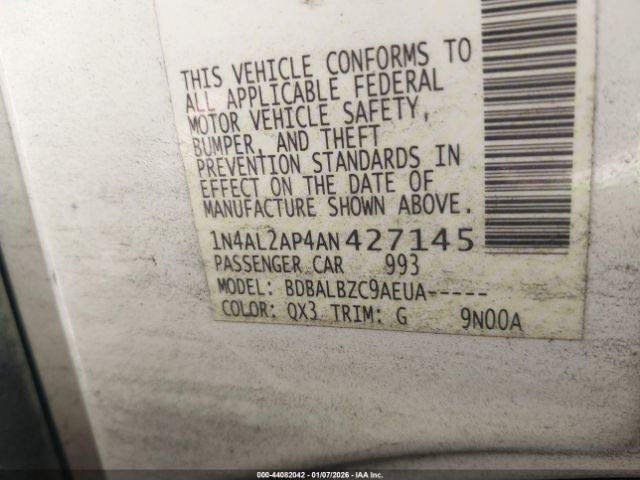 THIS VEHICLE CONFORMS TO
ALL APPLICABLE FEDERAL
MOTOR VEHICLE SAFETY,
BUMPER, AND THEFT
PREVENTION STANDARDS IN
EFFECT ON THE DATE OF
MANUFACTURE SHOWN ABOVE.
1N4AL2AP4AN427145
PASSENGER CAR 993
MODEL: BDBALBZC9AEUA-----
COLOR: QX3 TRIM: G 9N00A
000-44082042 | 01/07/2026 | IAA Inc.